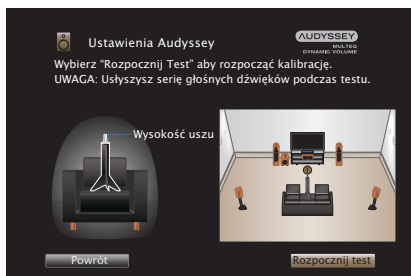 Ustawienia Audyssey
AUDYSSEY
MULTEQ
DYNAMIC VOLUME
Wybierz “Rozpocznij Test” aby rozpocząć kalibrację.
UWAGA: Usłyszysz serię głośnych dźwięków podczas testu.
Wysokość uszu
Powrót
Rozpocznij test